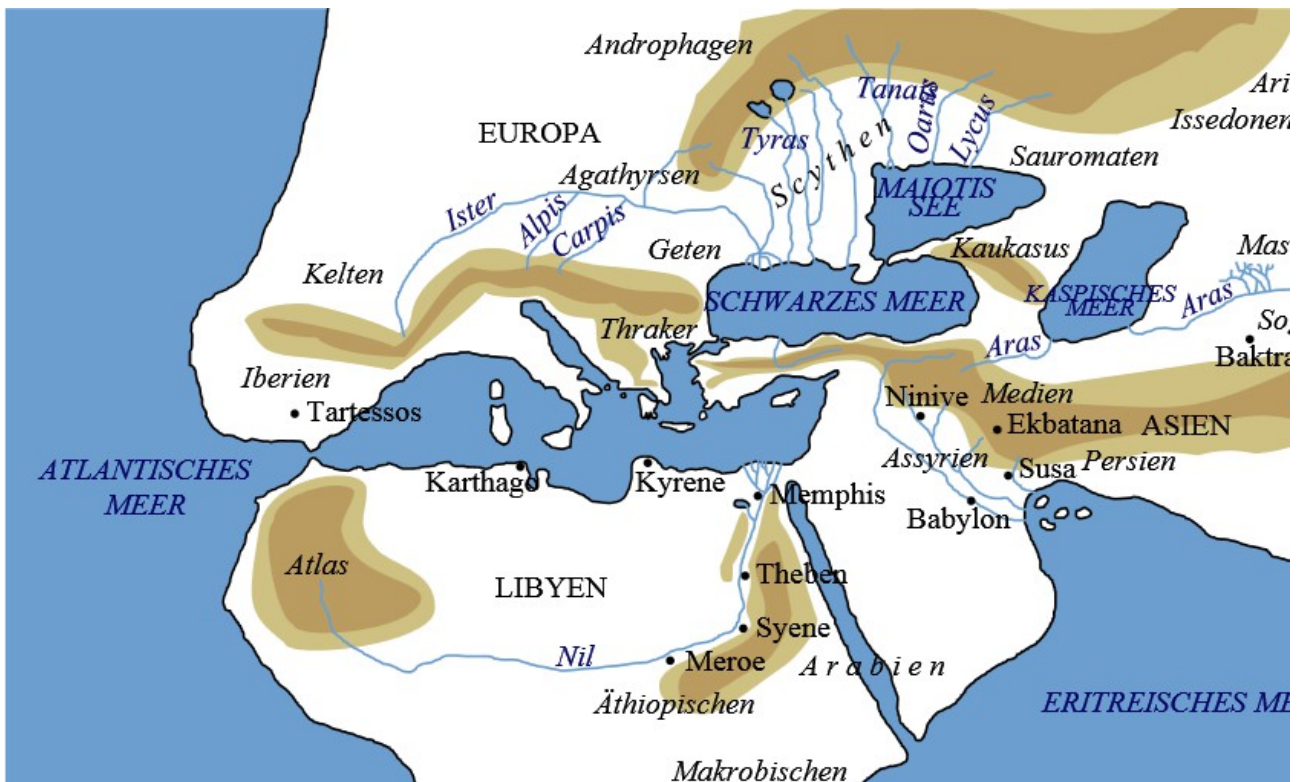 Androphagen
Tanais
Oarus
Lycus
Ari
Issedonen
EUROPA
Tyras
Scythen
Sauromaten
Agathyrsen
MAIOTIS
SEE
Ister
Alpis
Carpis
Geten
Kaukasus
Mas
Kelten
SCHWARZES MEER
KASPISCHES
MEER
Aras
Thraker
Aras
Sog
Baktra
Iberien
Tartessos
Ninive
Medien
Ekbatana
ASIEN
ATLANTISCHES
MEER
Karthago
Kyrene
Memphis
Assyrien
Susa
Persien
Babylon
Atlas
LIBYEN
Theben
Syene
Nil
Meroe
Arabien
Äthiopischen
ERITREISCHES ME
Makrobischen